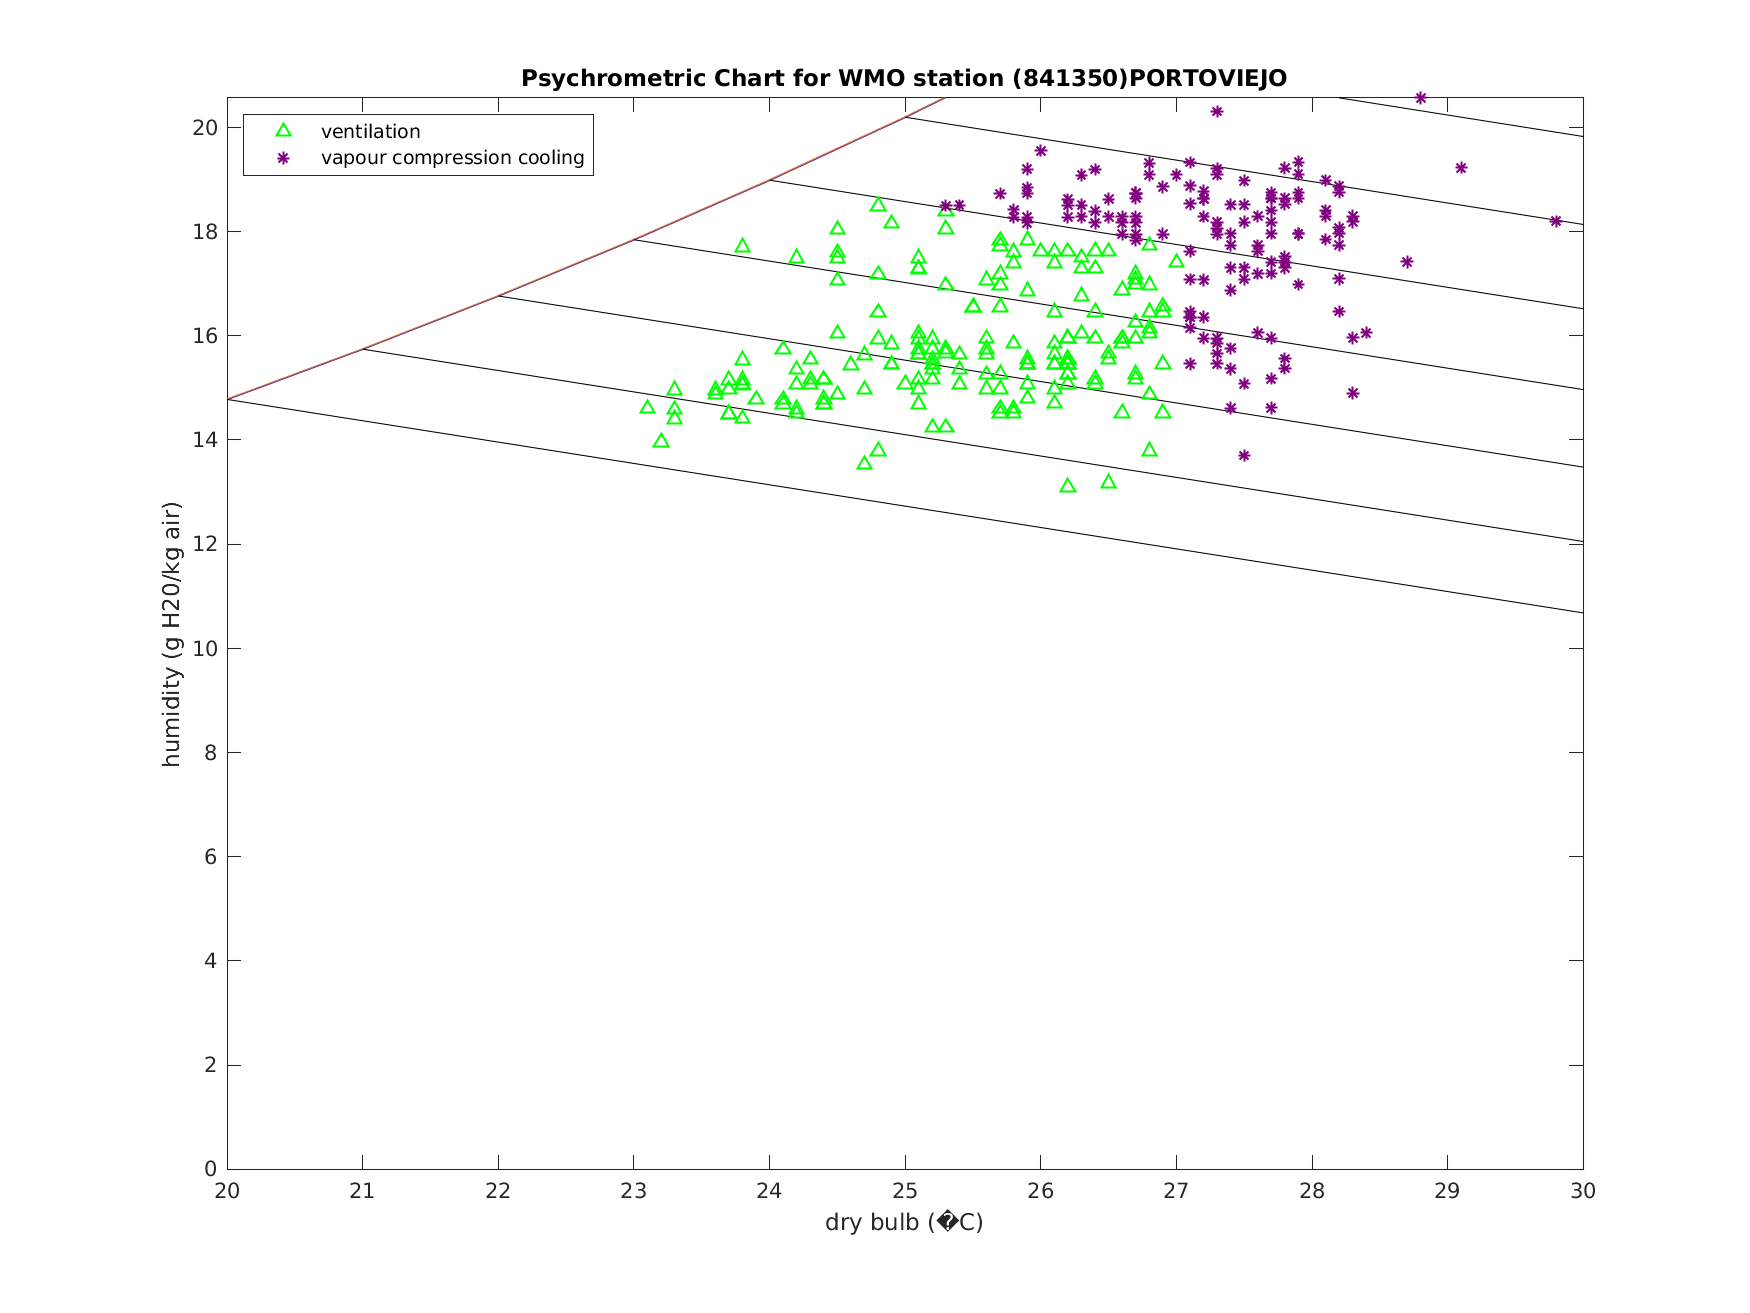 Psychrometric Chart for WMO station (841350)PORTOVIEJO
ventilation
vapour compression cooling
20
18
16
14
12
10
8
6
4
2
0
humidity (g H20/kg air)
20 21 22 23 24 25 26 27 28 29 30
dry bulb (�C)